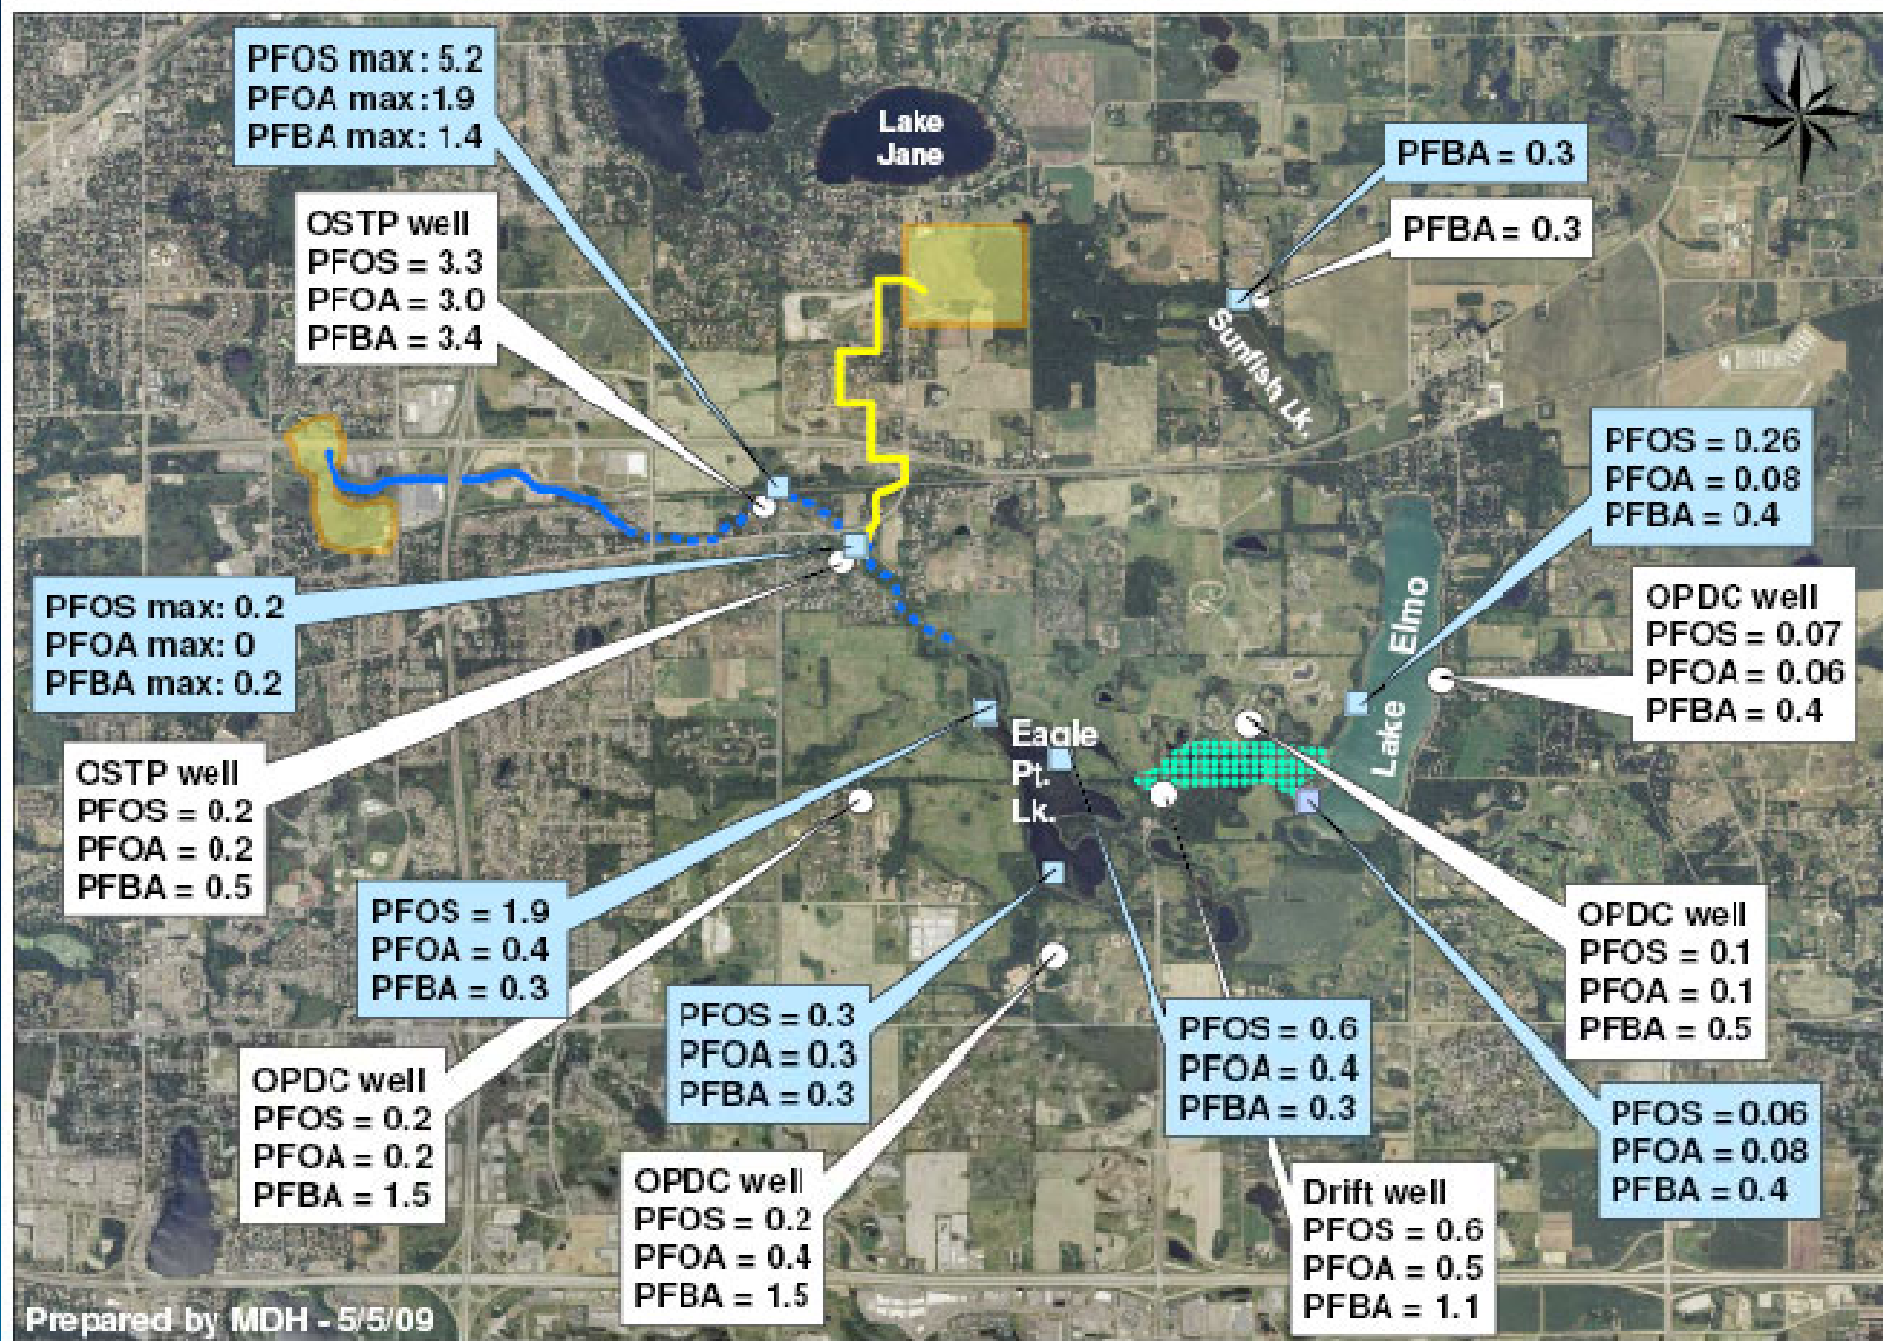 PFOS max: 5.2
PFOA max: 1.9
PFBA max: 1.4
Lake
Jane
PFBA = 0.3
PFBA = 0.3
OSTP well
PFOS = 3.3
PFOA = 3.0
PFBA = 3.4
Sunfish Lk.
PFOS = 0.26
PFOA = 0.08
PFBA = 0.4
PFOS max: 0.2
PFOA max: 0
PFBA max: 0.2
Lake Elmo
OPDC well
PFOS = 0.07
PFOA = 0.06
PFBA = 0.4
Eagle
Pt.
Lk.
OSTP well
PFOS = 0.2
PFOA = 0.2
PFBA = 0.5
PFOS = 1.9
PFOA = 0.4
PFBA = 0.3
OPDC well
PFOS = 0.1
PFOA = 0.1
PFBA = 0.5
PFOS = 0.3
PFOA = 0.3
PFBA = 0.3
PFOS = 0.6
PFOA = 0.4
PFBA = 0.3
OPDC well
PFOS = 0.2
PFOA = 0.2
PFBA = 1.5
PFOS = 0.06
PFOA = 0.08
PFBA = 0.4
OPDC well
PFOS = 0.2
PFOA = 0.4
PFBA = 1.5
Drift well
PFOS = 0.6
PFOA = 0.5
PFBA = 1.1
Prepared by MDH - 5/5/09